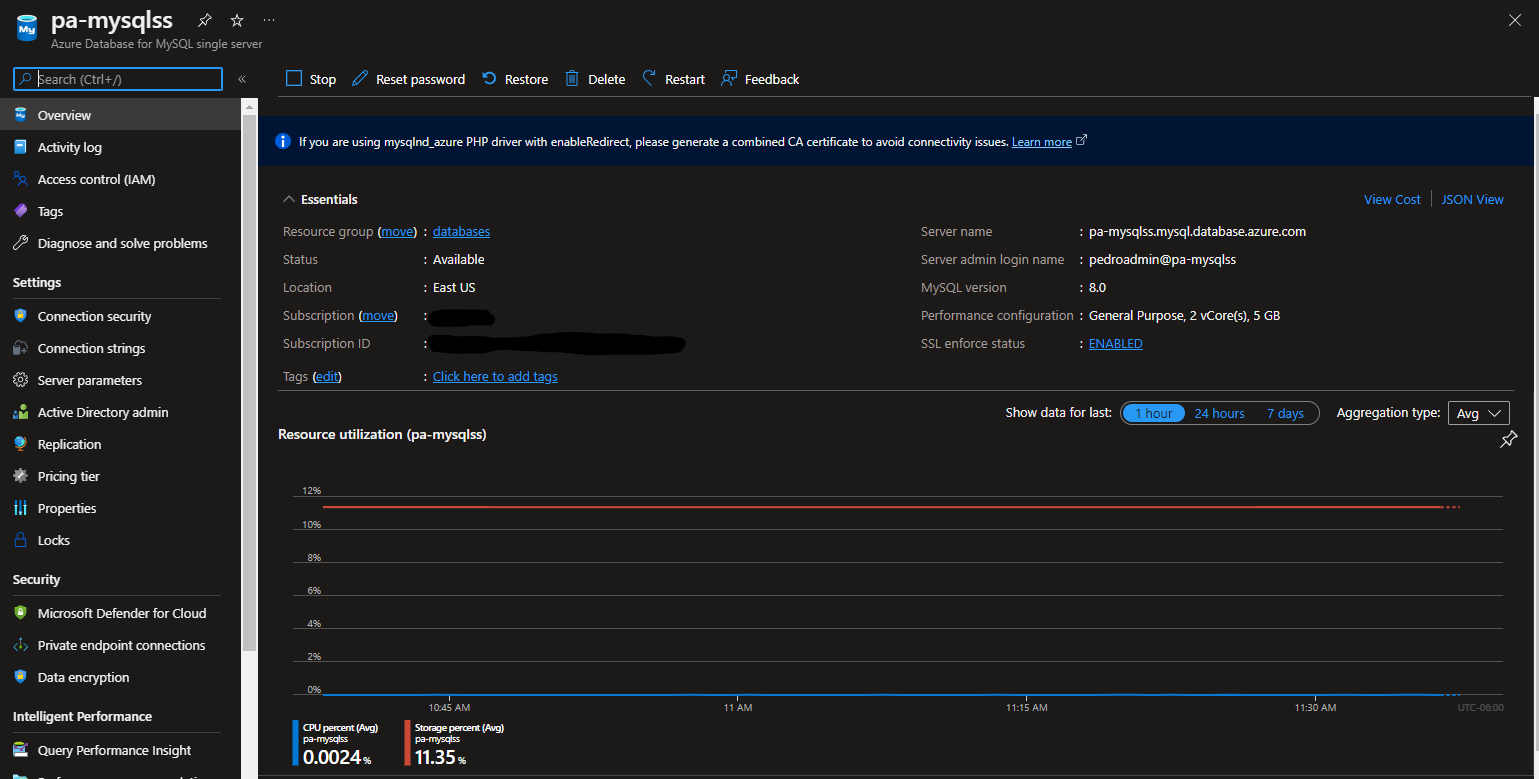 pa-mysqlss ...
Azure Database for MySQL single server
Search (Ctrl+/)
«
Overview
Activity log
Access control (IAM)
Tags
Diagnose and solve problems
Settings
Connection security
Connection strings
Server parameters
Active Directory admin
Replication
Pricing tier
Properties
Locks
Security
Microsoft Defender for Cloud
Private endpoint connections
Data encryption
Intelligent Performance
Query Performance Insight
Stop Reset password Restore Delete Restart Feedback
If you are using mysqlnd_azure PHP driver with enableRedirect, please generate a combined CA certificate to avoid connectivity issues. Learn more
Essentials
View Cost JSON View
Resource group (move) : databases
Status : Available
Location : East US
Subscription (move) :
Subscription ID :
Tags (edit) : Click here to add tags
Server name : pa-mysqlss.mysql.database.azure.com
Server admin login name : pedroadmin@pa-mysqlss
MySQL version : 8.0
Performance configuration : General Purpose, 2 vCore(s), 5 GB
SSL enforce status : ENABLED
Show data for last: 1 hour 24 hours 7 days Aggregation type: Avg
Resource utilization (pa-mysqlss)
12%
10%
8%
6%
4%
2%
0%
10:45 AM 11 AM 11:15 AM 11:30 AM UTC-06:00
CPU percent (Avg)
pa-mysqlss
0.0024 %
Storage percent (Avg)
pa-mysqlss
11.35 %